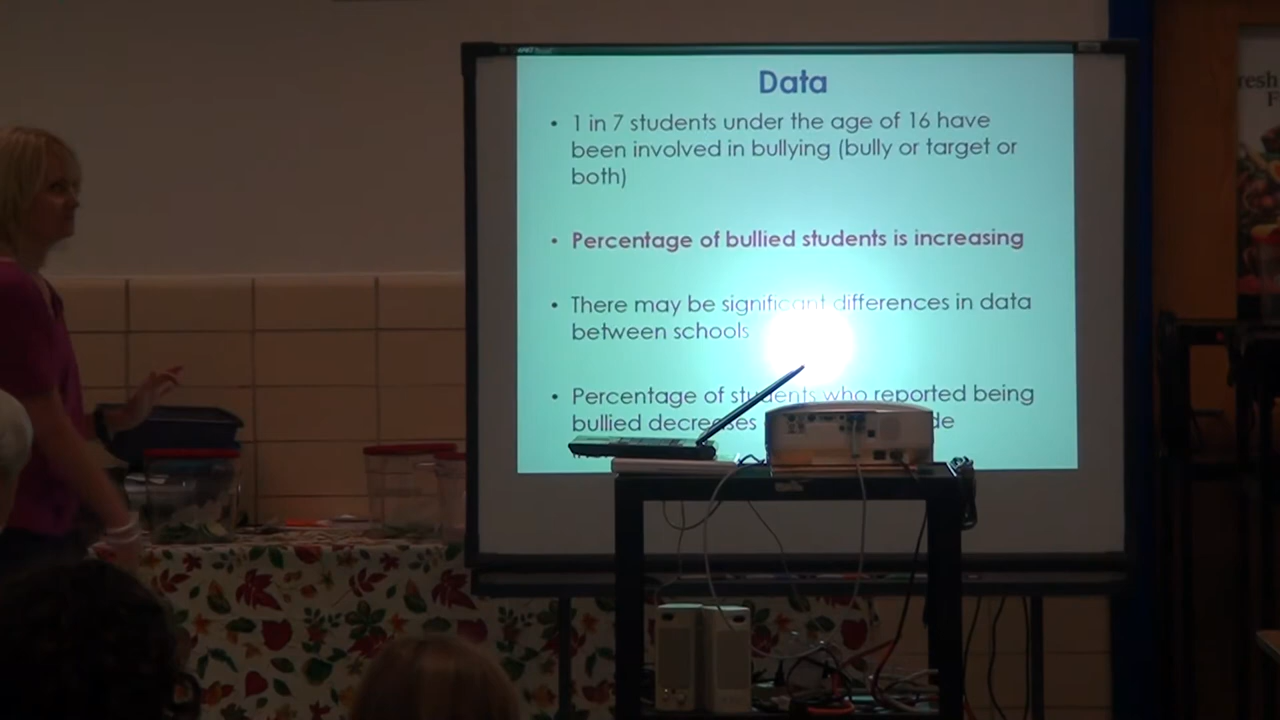 Data
• 1 in 7 students under the age of 16 have
been involved in bullying (bully or target or
both)
• Percentage of bullied students is increasing
• There may be significant differences in data
between schools
• Percentage of students who reported being
bullied decreases